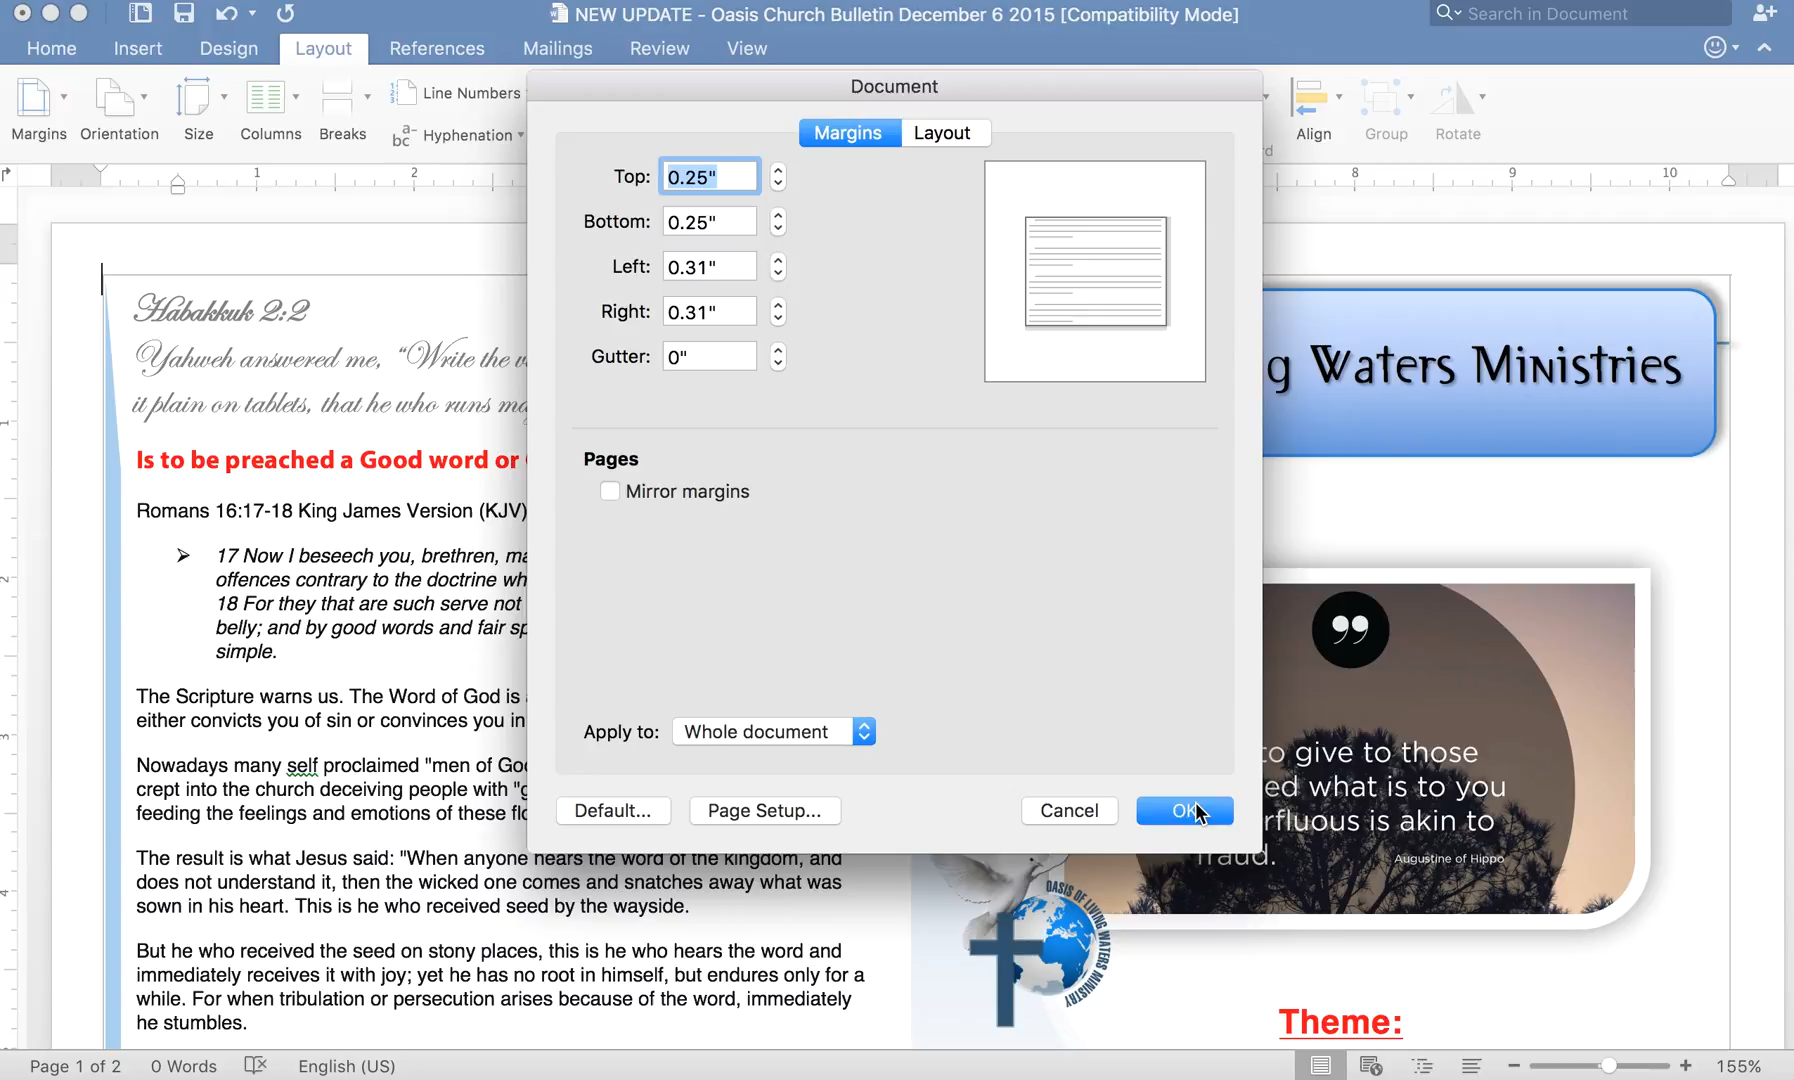 NEW UPDATE - Oasis Church Bulletin December 6 2015 [Compatibility Mode]
Search in Document
Home
Insert
Design
Layout
References
Mailings
Review
View
Margins
Orientation
Size
Columns
Breaks
Line Numbers
Hyphenation
Align
Group
Rotate
1
2
8
9
10
Document
Margins
Layout
Top: 0.25"
Bottom: 0.25"
Left: 0.31"
Right: 0.31"
Gutter: 0"
Pages
Mirror margins
Apply to: Whole document
Default...
Page Setup...
Cancel
OK
Habakkuk 2:2
Yahweh answered me, "Write the
it plain on tablets, that he who runs
Is to be preached a Good word or
Romans 16:17-18 King James Version (KJV)
➢ 17 Now I beseech you, brethren,
offences contrary to the doctrine
18 For they that are such serve not
belly; and by good words and fair
simple.
The Scripture warns us. The Word of God is
either convicts you of sin or convinces you in
Nowadays many self proclaimed "men of
crept into the church deceiving people with
feeding the feelings and emotions of these
The result is what Jesus said: "When anyone hears the word of the kingdom, and
does not understand it, then the wicked one comes and snatches away what was
sown in his heart. This is he who received seed by the wayside.
But he who received the seed on stony places, this is he who hears the word and
immediately receives it with joy; yet he has no root in himself, but endures only for a
while. For when tribulation or persecution arises because of the word, immediately
he stumbles.
g Waters Ministries
to give to those
ed what is to you
rfluous is akin to
fraud.
Augustine of Hippo
OASIS OF LIVING WATERS MINISTRY
Theme:
1
2
3
4
Page 1 of 2
0 Words
English (US)
155%